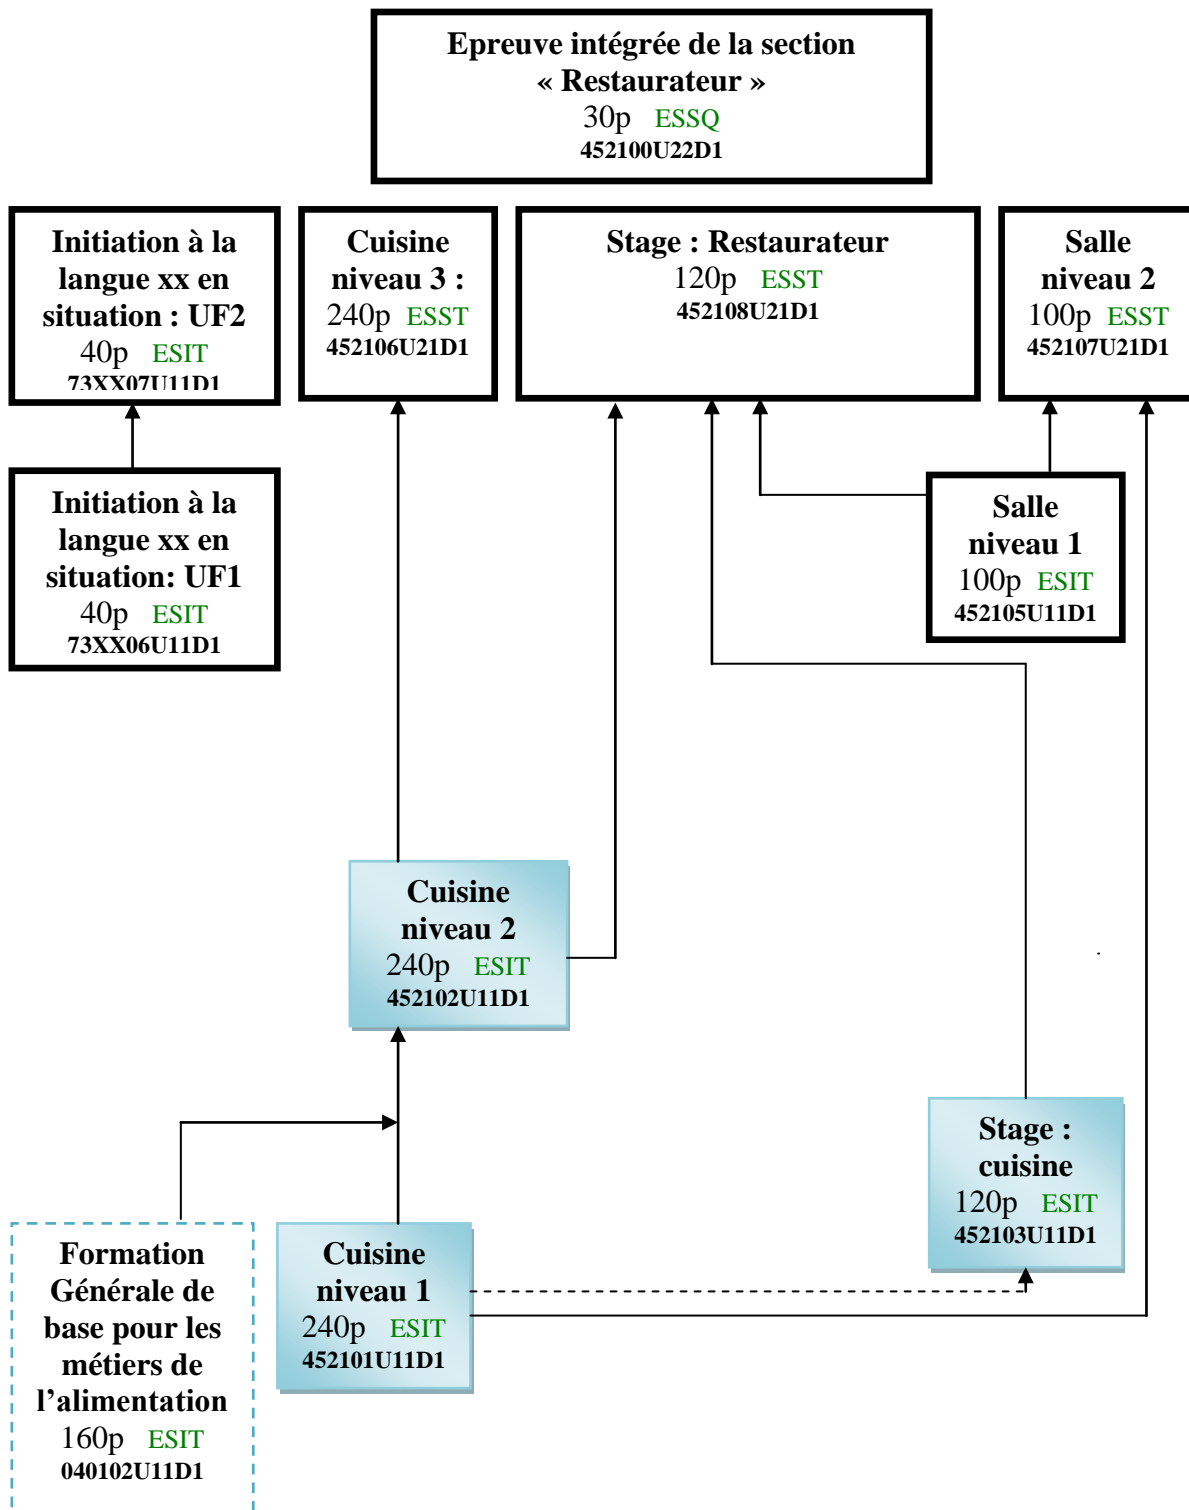 Epreuve intégrée de la section
« Restaurateur »
30p ESSQ
452100U22D1
Initiation à la
langue xx en
situation : UF2
40p ESIT
73XX07U11D1
Cuisine
niveau 3 :
240p ESST
452106U21D1
Stage : Restaurateur
120p ESST
452108U21D1
Salle
niveau 2
100p ESST
452107U21D1
Initiation à la
langue xx en
situation: UF1
40p ESIT
73XX06U11D1
Salle
niveau 1
100p ESIT
452105U11D1
Cuisine
niveau 2
240p ESIT
452102U11D1
Stage :
cuisine
120p ESIT
452103U11D1
Formation
Générale de
base pour les
métiers de
l’alimentation
160p ESIT
040102U11D1
Cuisine
niveau 1
240p ESIT
452101U11D1